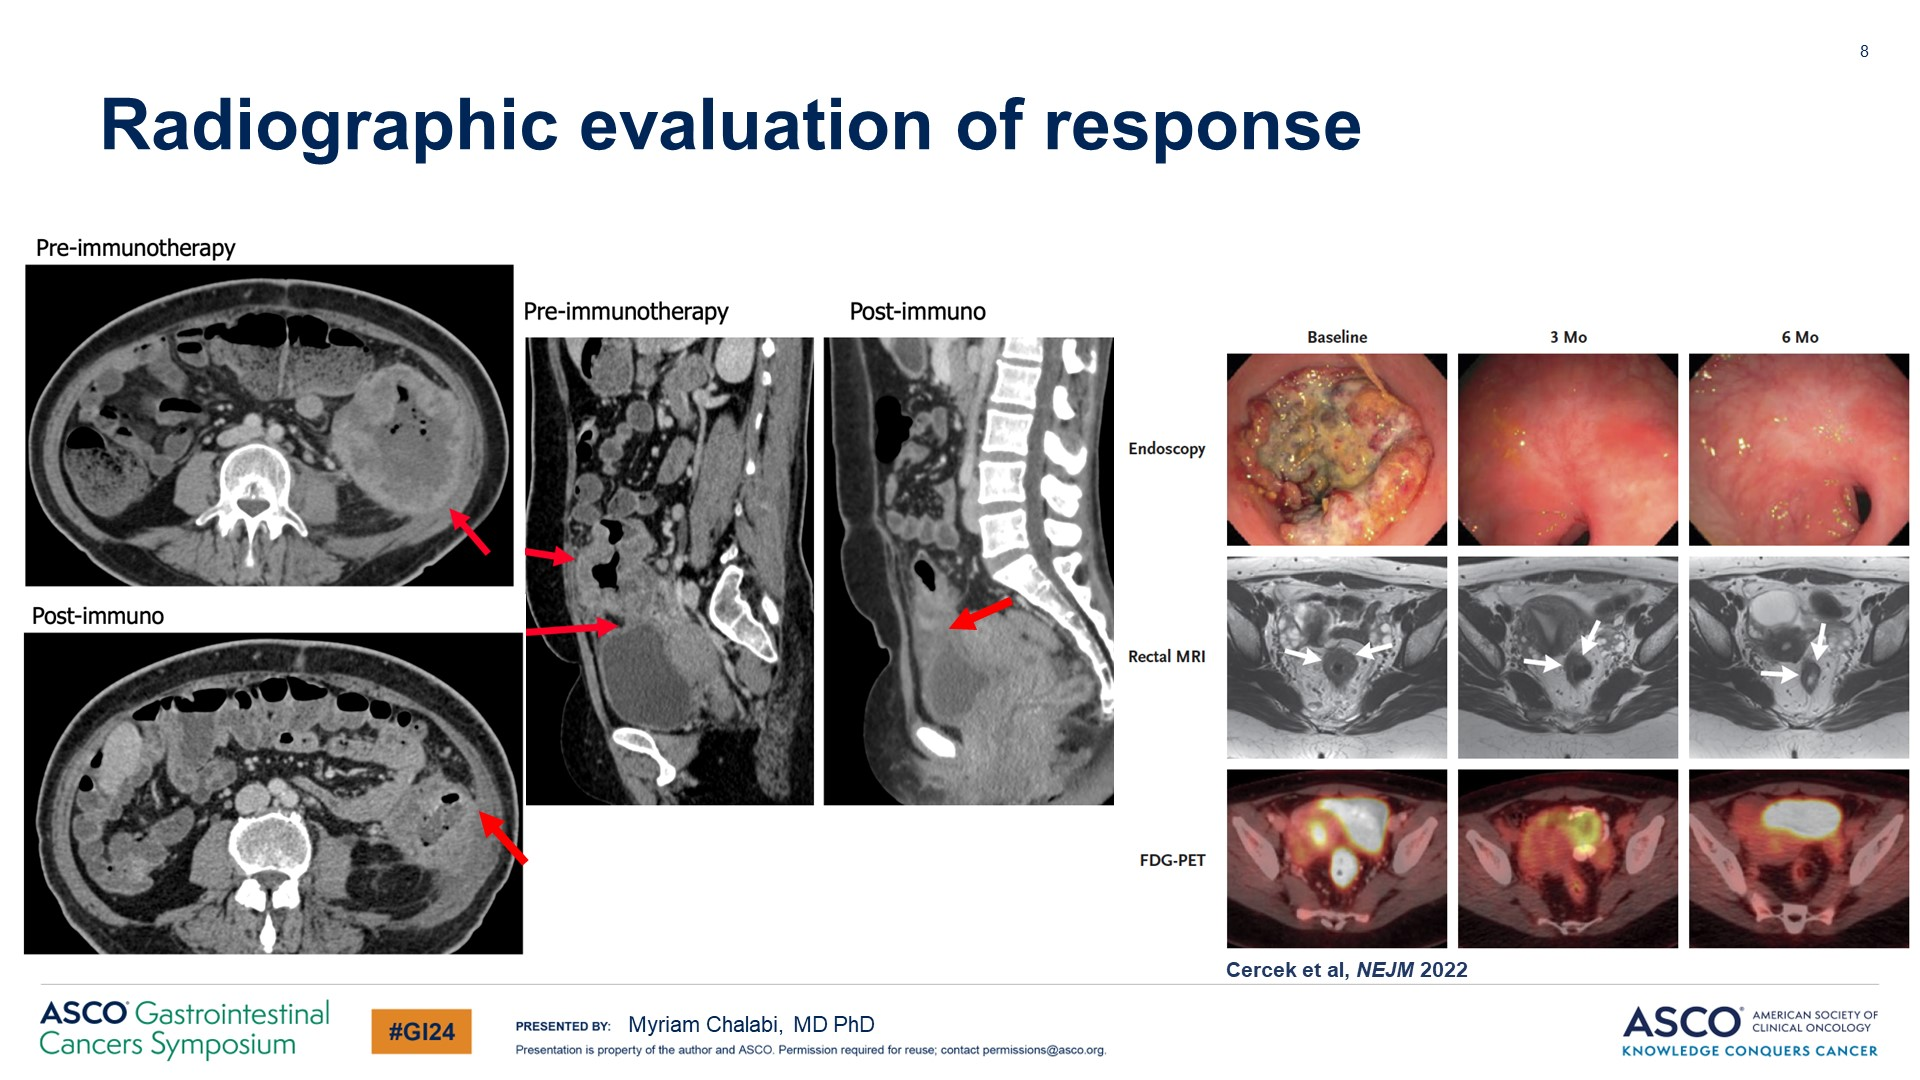 8
Radiographic evaluation of response
Pre-immunotherapy
Post-immuno
Pre-immunotherapy
Post-immuno
Baseline
3 Mo
6 Mo
Endoscopy
Rectal MRI
FDG-PET
Cercek et al, NEJM 2022
ASCO Gastrointestinal
Cancers Symposium
#GI24
PRESENTED BY: Myriam Chalabi, MD PhD
Presentation is property of the author and ASCO. Permission required for reuse; contact permissions@asco.org.
ASCO AMERICAN SOCIETY OF
CLINICAL ONCOLOGY
KNOWLEDGE CONQUERS CANCER